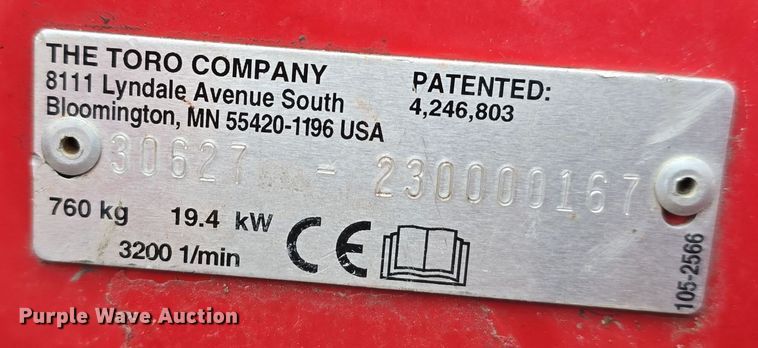 THE TORO COMPANY
8111 Lyndale Avenue South
Bloomington, MN 55420-1196 USA
PATENTED:
4,246,803
30627 - 230000167
760 kg 19.4 kW
3200 1/min
CE
105-2566
Purple Wave Auction